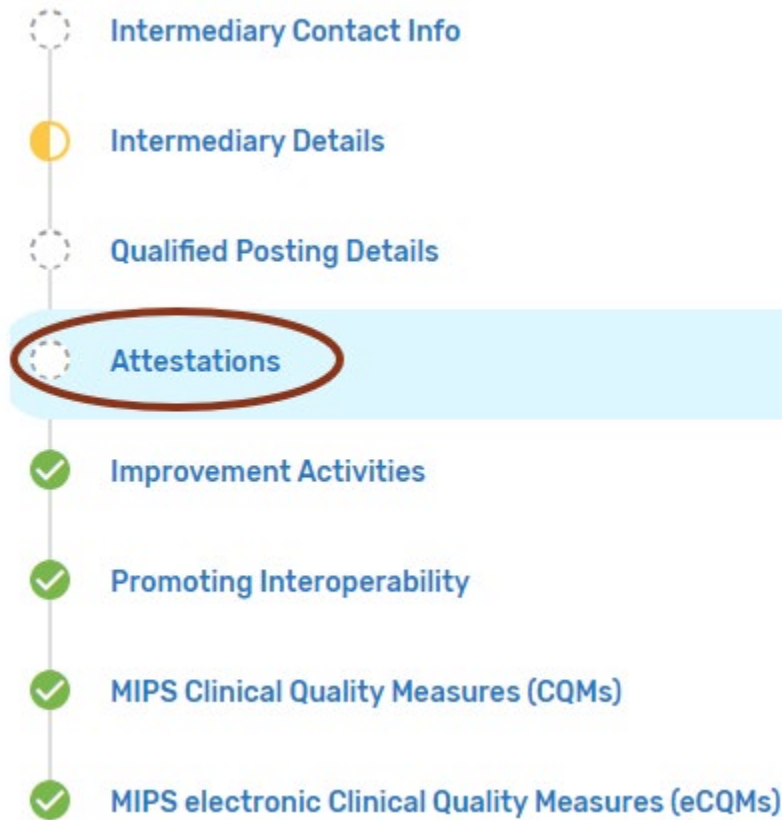 Intermediary Contact Info
Intermediary Details
Qualified Posting Details
Attestations
Improvement Activities
Promoting Interoperability
MIPS Clinical Quality Measures (CQMs)
MIPS electronic Clinical Quality Measures (eCQMs)